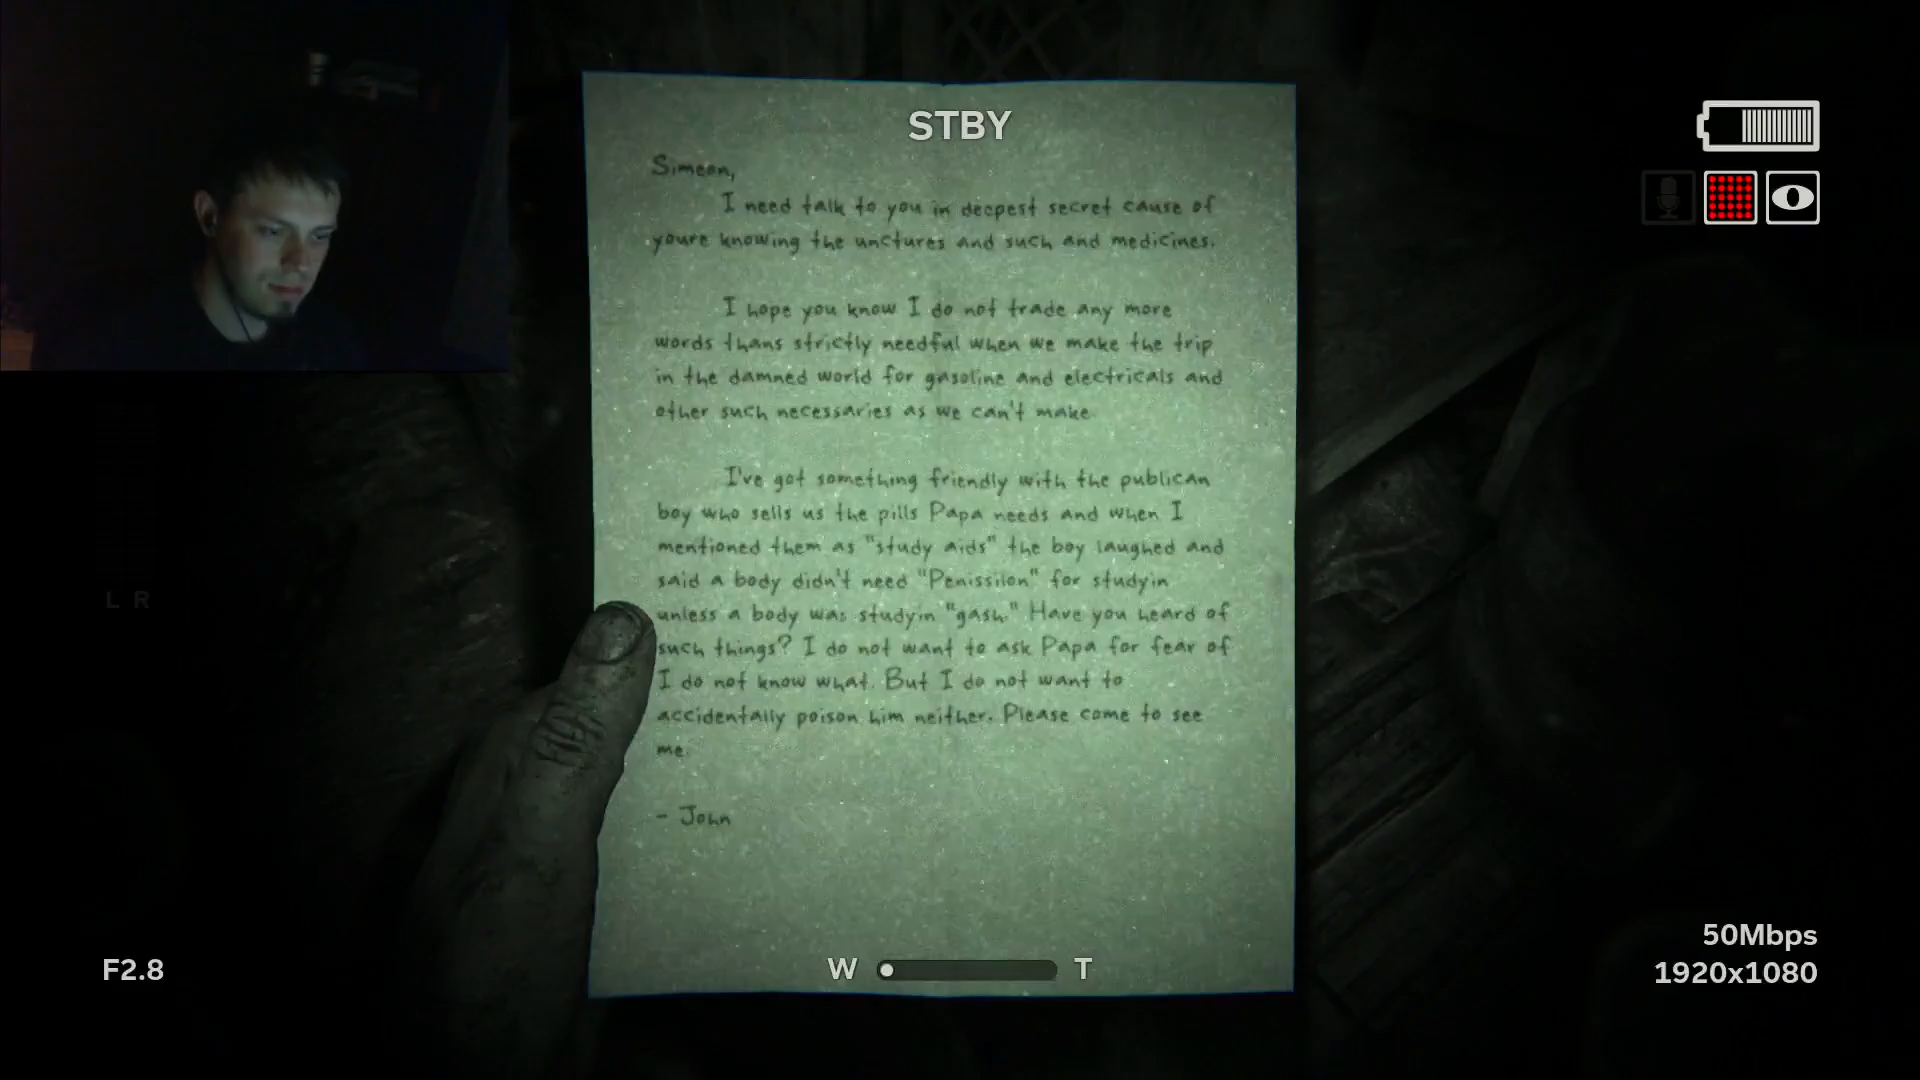 STBY
Simeon,
I need talk to you in deepest secret cause of
youre knowing the unctures and such and medicines.
I hope you know I do not trade any more
words thans strictly needful when we make the trip
in the damned world for gasoline and electricals and
other such necessaries as we can't make.
I've got something friendly with the publican
boy who sells us the pills Papa needs and when I
mentioned them as "study aids" the boy laughed and
said a body didn't need "Penissilon" for studyin
unless a body was studyin "gash." Have you heard of
such things? I do not want to ask Papa for fear of
I do not know what. But I do not want to
accidentally poison him neither. Please come to see
me.
- John
L R
F2.8
W T
50Mbps
1920x1080